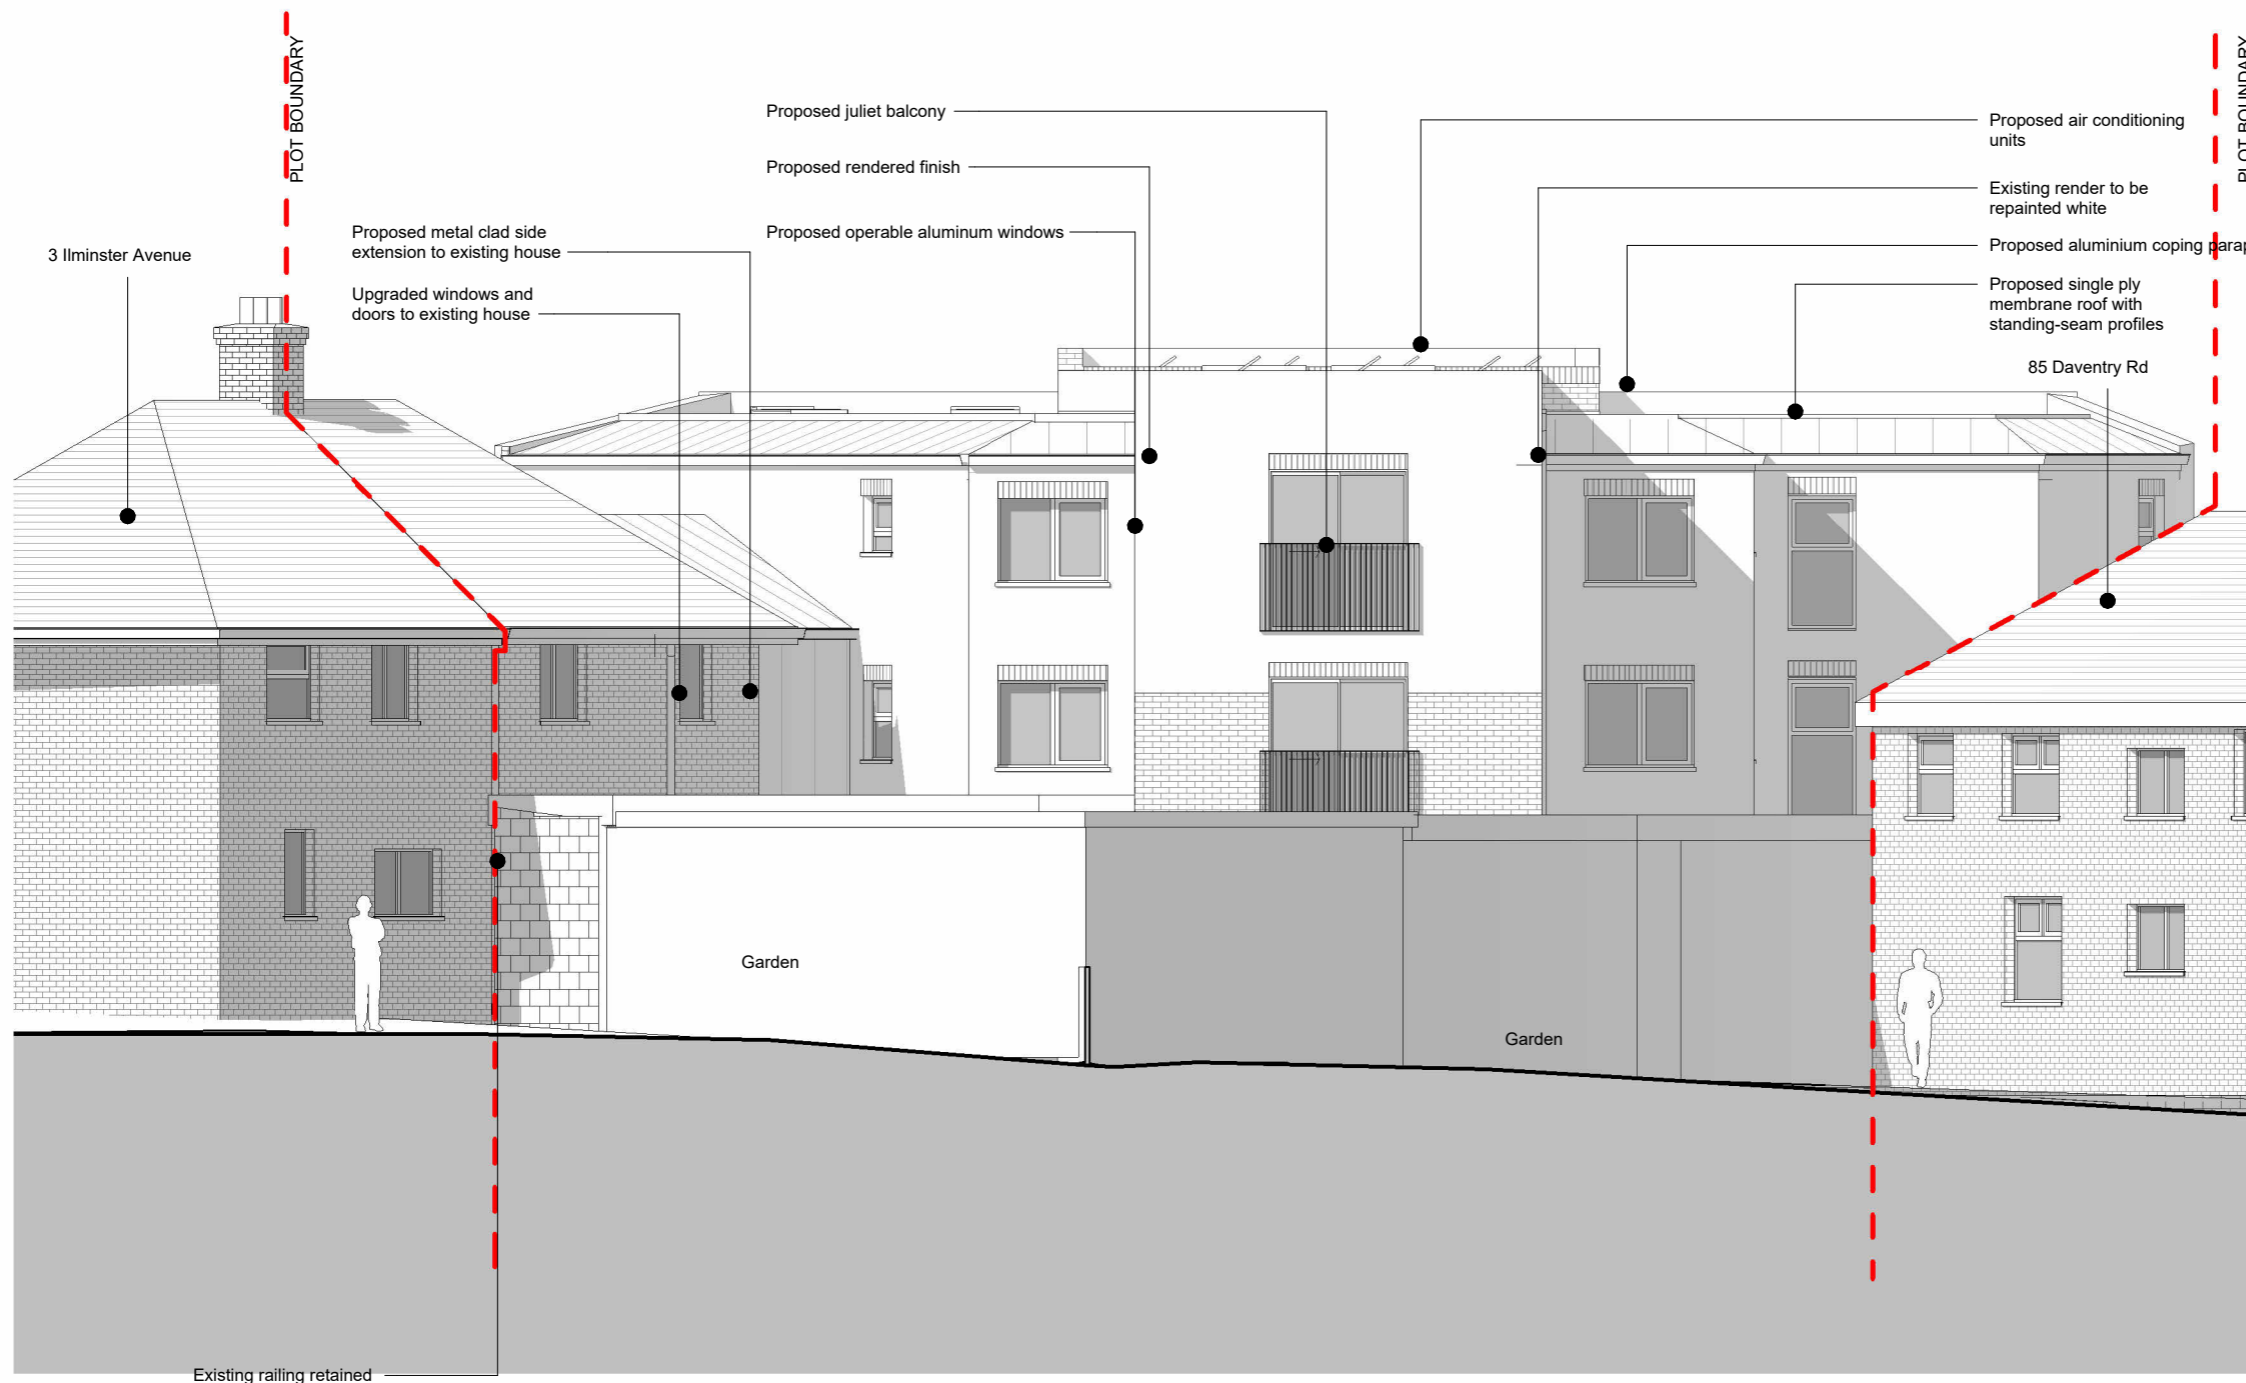 PLOT BOUNDARY
PLOT BOUNDARY
Proposed juliet balcony
Proposed air conditioning
units
Proposed rendered finish
Existing render to be
repainted white
Proposed metal clad side
extension to existing house
Proposed operable aluminum windows
3 Ilminster Avenue
Proposed aluminium coping parap
Upgraded windows and
doors to existing house
Proposed single ply
membrane roof with
standing-seam profiles
85 Daventry Rd
Garden
Garden
Existing railing retained